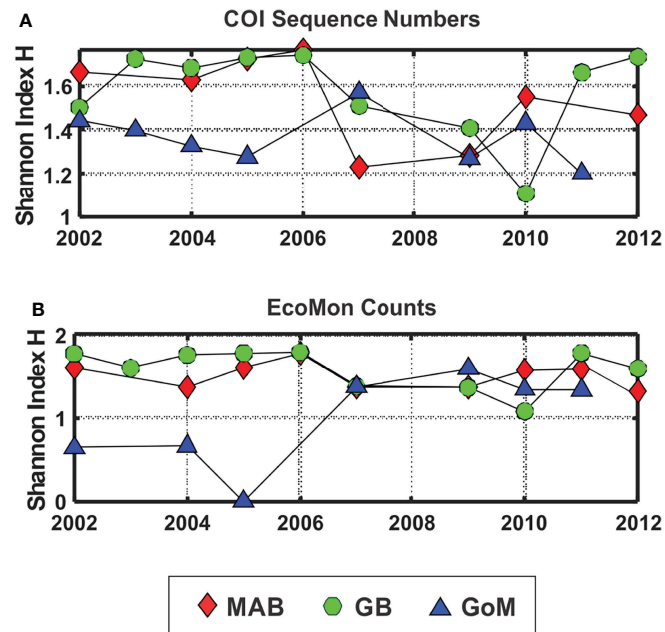 A
COI Sequence Numbers
Shannon Index H
1.6
1.4
1.2
1
2002 2004 2006 2008 2010 2012
B
EcoMon Counts
Shannon Index H
2
1
0
2002 2004 2006 2008 2010 2012
MAB GB GoM